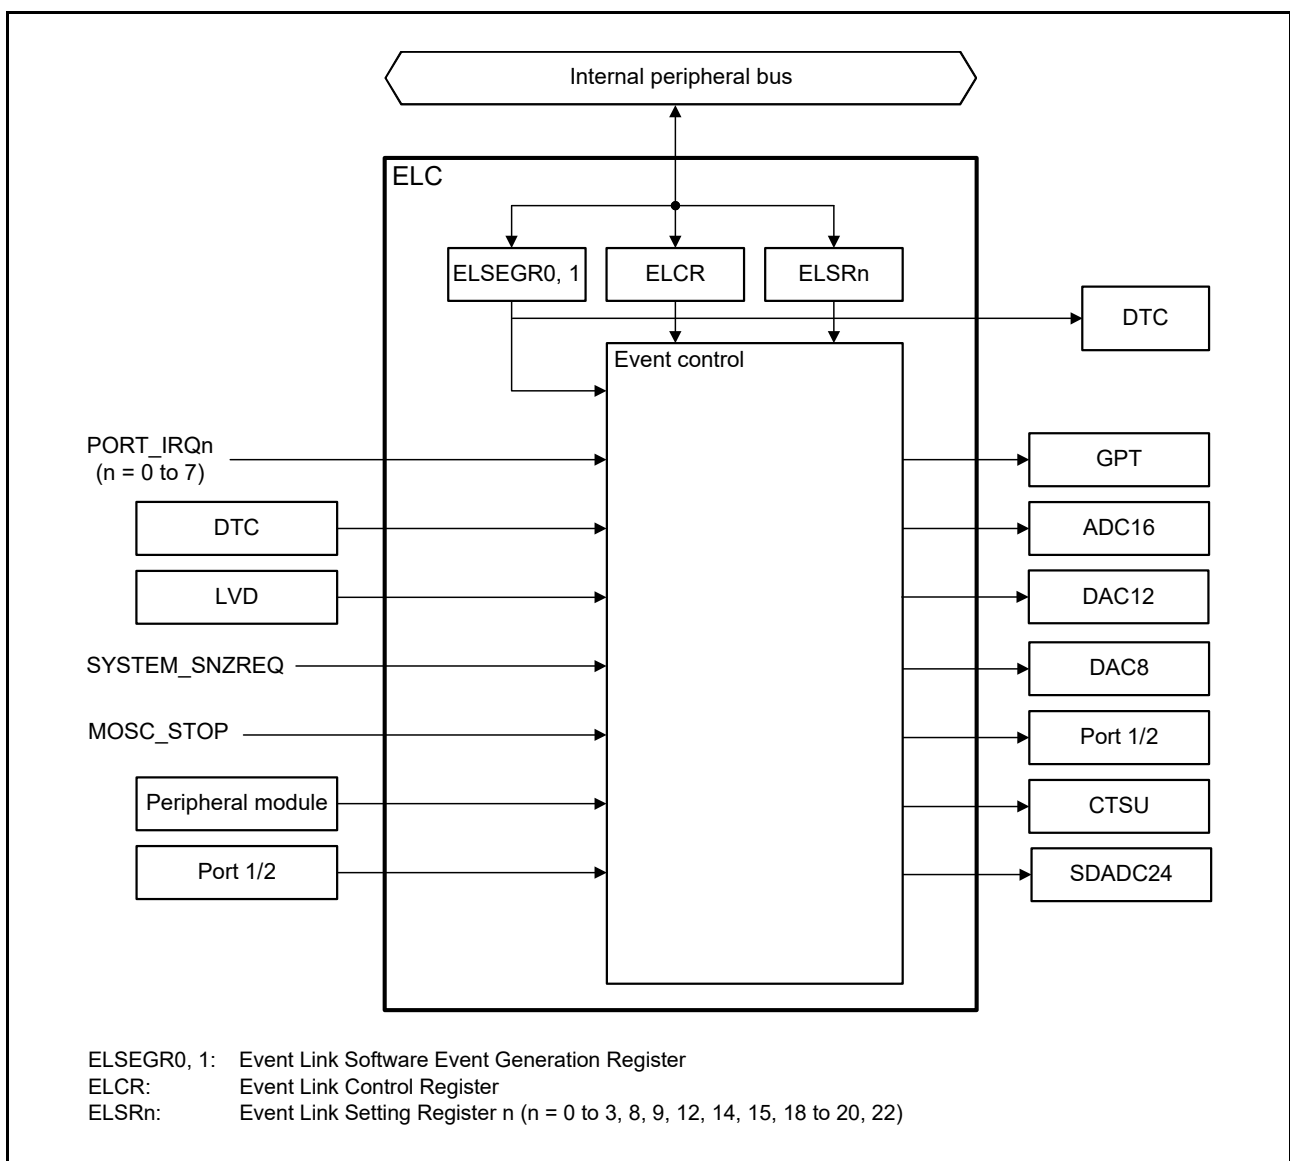 Internal peripheral bus
ELC
ELSEGR0, 1
ELCR
ELSRn
DTC
Event control
PORT_IRQn
(n = 0 to 7)
GPT
DTC
ADC16
LVD
DAC12
SYSTEM_SNZREQ
DAC8
MOSC_STOP
Port 1/2
Peripheral module
CTSU
Port 1/2
SDADC24
ELSEGR0, 1: Event Link Software Event Generation Register
ELCR: Event Link Control Register
ELSRn: Event Link Setting Register n (n = 0 to 3, 8, 9, 12, 14, 15, 18 to 20, 22)